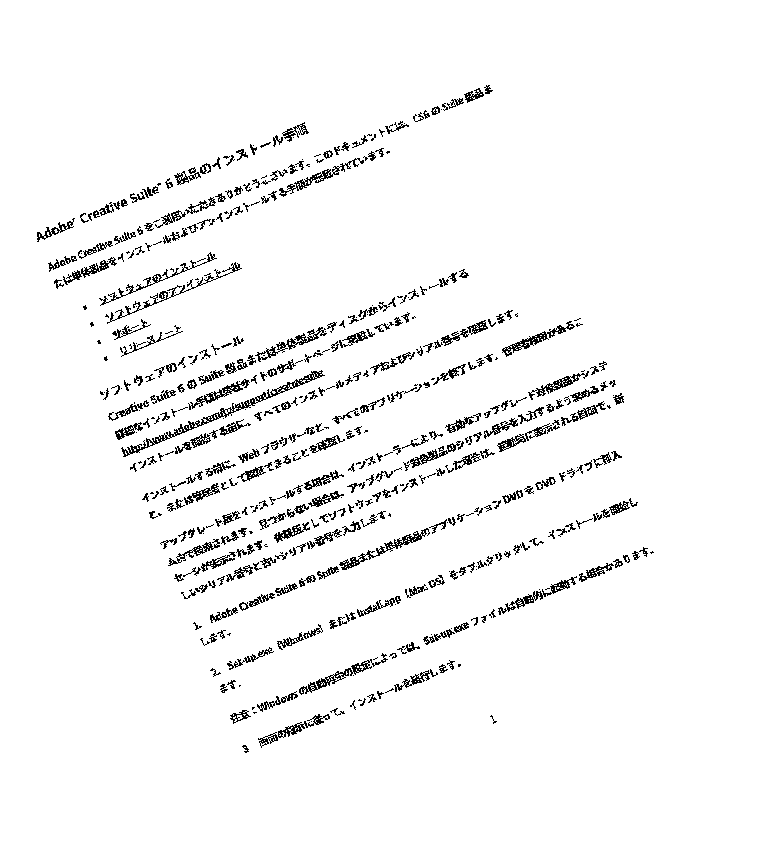 Adobe® Creative Suite® 6 製品のインストール手順
Adobe Creative Suite 6 をご利用いただきありがとうございます。このドキュメントには、CS6 の Suite 製品ま
たは単体製品をインストールおよびアンインストールする手順が記載されています。
• ソフトウェアのインストール
• ソフトウェアのアンインストール
• サポート
• リリースノート
ソフトウェアのインストール
Creative Suite 6 の Suite 製品または単体製品をディスクからインストールする
詳細なインストール手順は弊社サイトのサポートページに掲載しています。
http://www.adobe.com/jp/support/creativesuite
インストールを開始する前に、すべてのインストールメディアおよびシリアル番号を確認します。
インストールする前に、Web ブラウザーなど、すべてのアプリケーションを終了します。管理者権限があるこ
と、または管理者として認証できることを確認します。
アップグレード版をインストールする場合は、インストーラーにより、有効なアップグレード対象製品がシステ
ム内で検索されます。見つからない場合は、アップグレード対象製品のシリアル番号を入力するよう求めるメッ
セージが表示されます。体験版としてソフトウェアをインストールした場合は、起動時に表示される画面で、新
しいシリアル番号と古いシリアル番号を入力します。
1. Adobe Creative Suite 6 の Suite 製品または単体製品のアプリケーション DVD を DVD ドライブに挿入
します。
2. Set-up.exe（Windows）または Install.app（Mac OS）をダブルクリックして、インストールを開始し
ます。
注意：Windows の自動再生の設定によっては、Set-up.exe ファイルは自動的に起動する場合があります。
3. 画面の指示に従って、インストールを続行します。
1